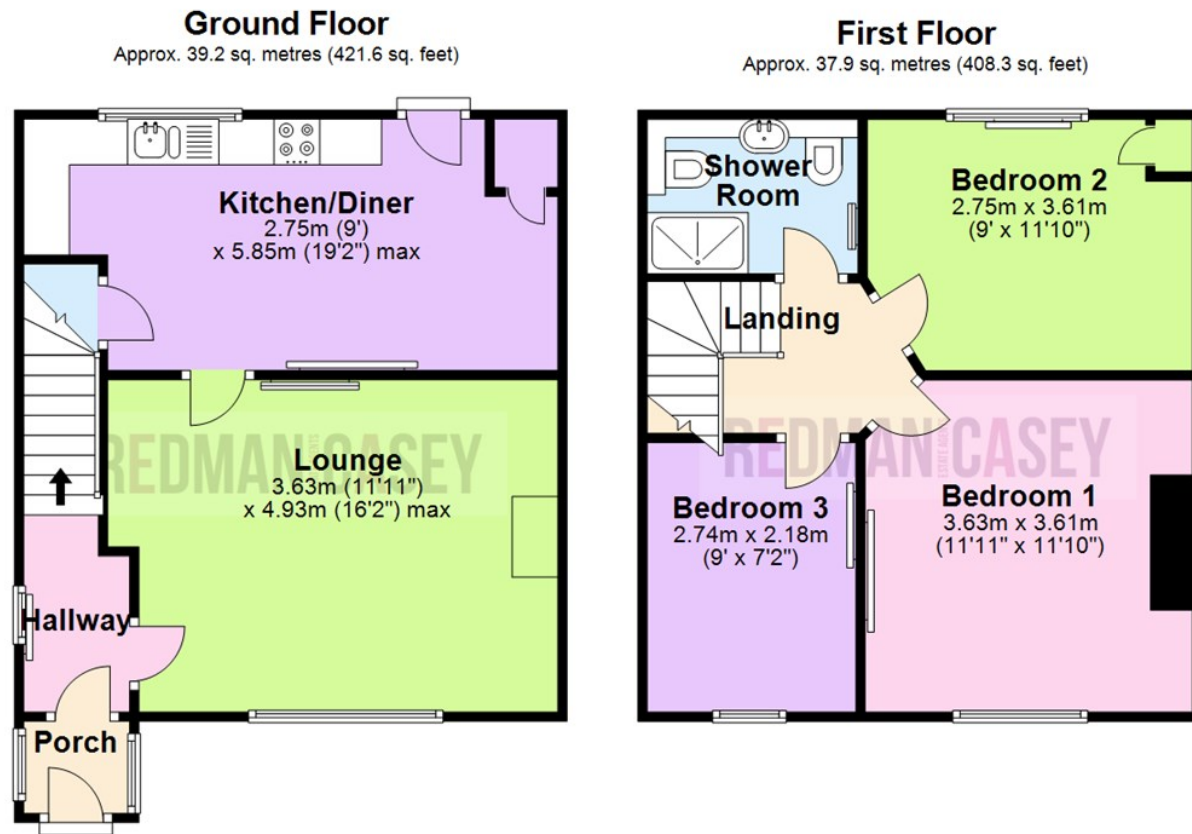 Ground Floor
Approx. 39.2 sq. metres (421.6 sq. feet)
Kitchen/Diner
2.75m (9')
x 5.85m (19'2") max
REDMAN CASEY
Lounge
3.63m (11'11")
x 4.93m (16'2") max
Hallway
Porch
First Floor
Approx. 37.9 sq. metres (408.3 sq. feet)
Shower
Room
Bedroom 2
2.75m x 3.61m
(9' x 11'10")
Landing
REDMAN CASEY
ESTATE AGENTS
Bedroom 3
2.74m x 2.18m
(9' x 7'2")
Bedroom 1
3.63m x 3.61m
(11'11" x 11'10")